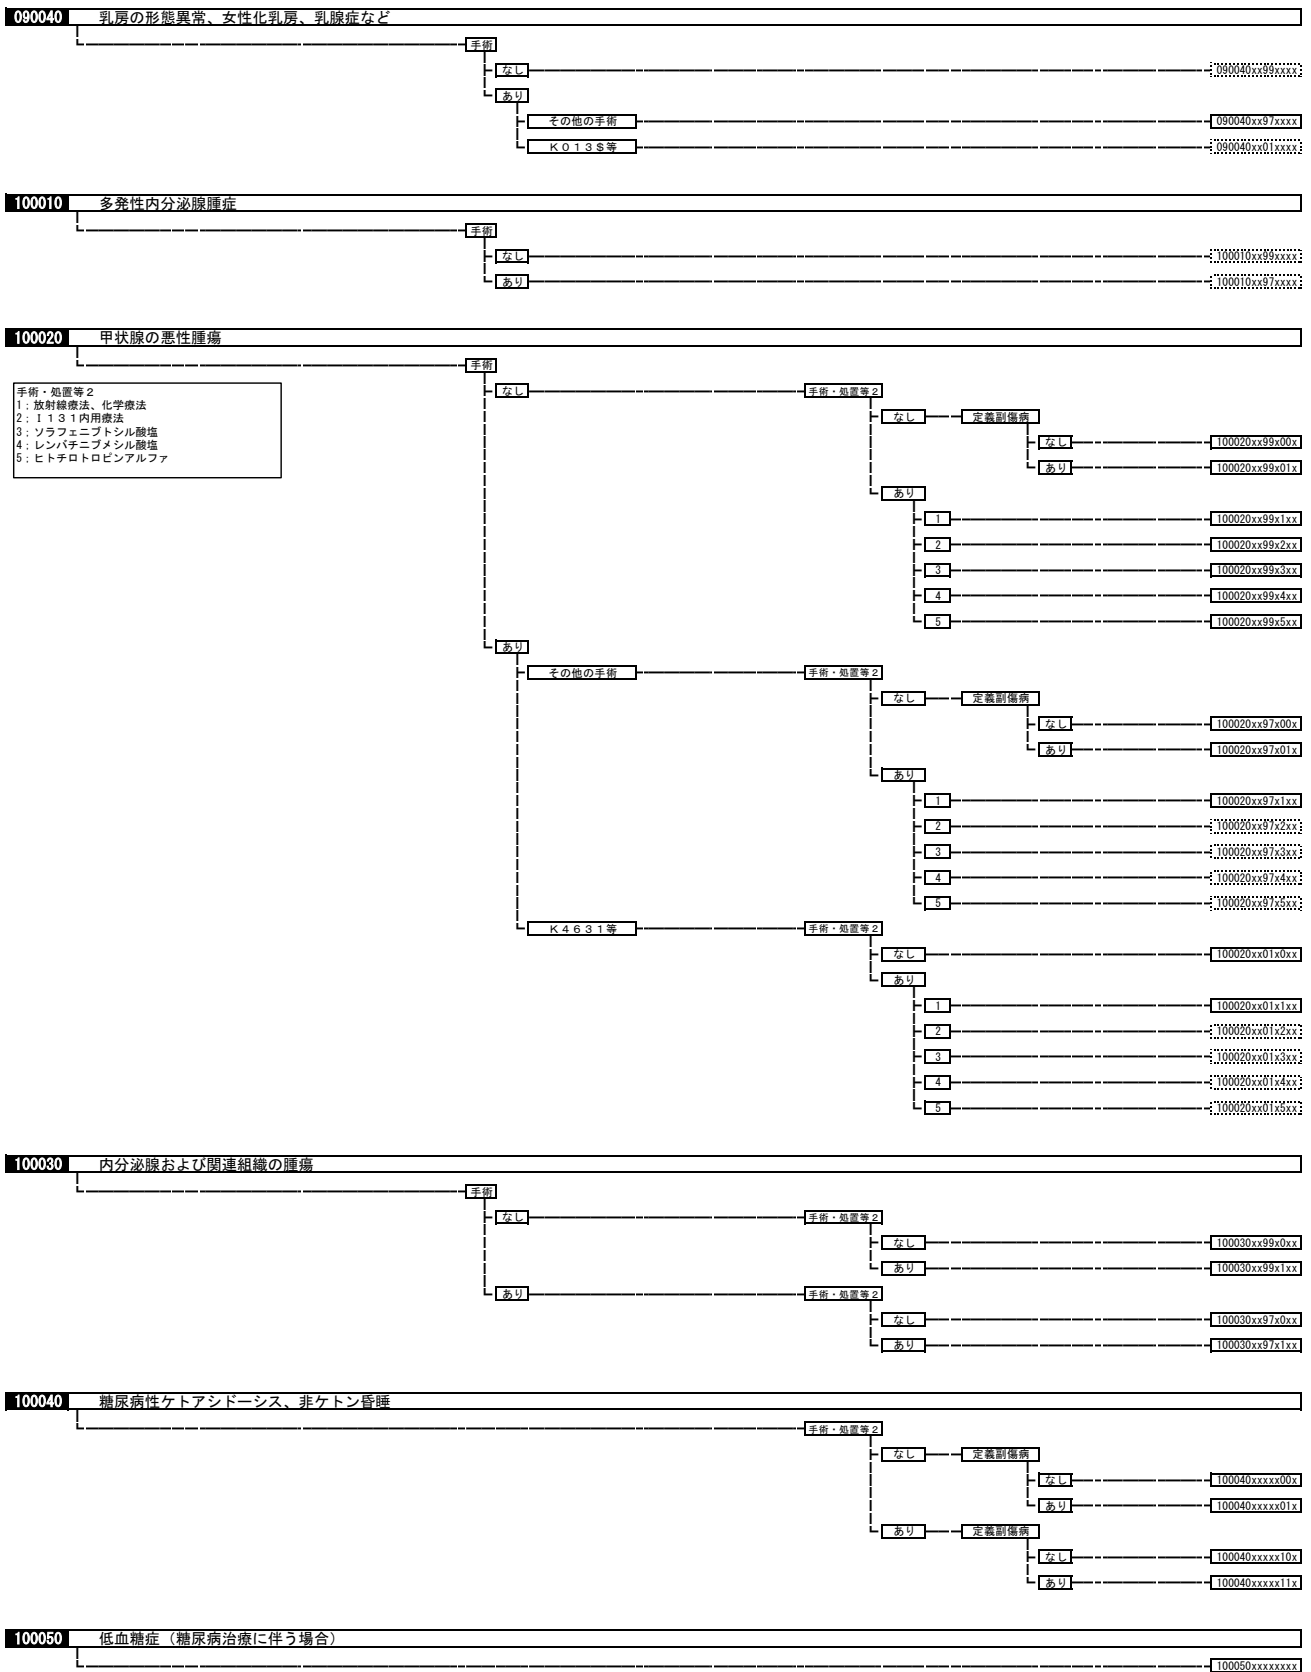 090040 乳房の形態異常、女性化乳房、乳腺症など
手術
なし 090040xx99xxxx
あり
その他の手術 090040xx97xxxx
K013$等 090040xx01xxxx
100010 多発性内分泌腺腫症
手術
なし 100010xx99xxxx
あり 100010xx97xxxx
100020 甲状腺の悪性腫瘍
手術
手術・処置等2
1:放射線療法、化学療法
2:I131内用療法
3:ソラフェニブトシル酸塩
4:レンバチニブメシル酸塩
5:ヒトチロトロピンアルファ
なし 手術・処置等2
なし 定義副傷病
なし 100020xx99x00x
あり 100020xx99x01x
あり
1 100020xx99x1xx
2 100020xx99x2xx
3 100020xx99x3xx
4 100020xx99x4xx
5 100020xx99x5xx
あり
その他の手術 手術・処置等2
なし 定義副傷病
なし 100020xx97x00x
あり 100020xx97x01x
あり
1 100020xx97x1xx
2 100020xx97x2xx
3 100020xx97x3xx
4 100020xx97x4xx
5 100020xx97x5xx
K4631等 手術・処置等2
なし 100020xx01x0xx
あり
1 100020xx01x1xx
2 100020xx01x2xx
3 100020xx01x3xx
4 100020xx01x4xx
5 100020xx01x5xx
100030 内分泌腺および関連組織の腫瘍
手術
なし 手術・処置等2
なし 100030xx99x0xx
あり 100030xx99x1xx
あり 手術・処置等2
なし 100030xx97x0xx
あり 100030xx97x1xx
100040 糖尿病性ケトアシドーシス、非ケトン昏睡
手術・処置等2
なし 定義副傷病
なし 100040xxxxx00x
あり 100040xxxxx01x
あり 定義副傷病
なし 100040xxxxx10x
あり 100040xxxxx11x
100050 低血糖症(糖尿病治療に伴う場合)
100050xxxxxxxx